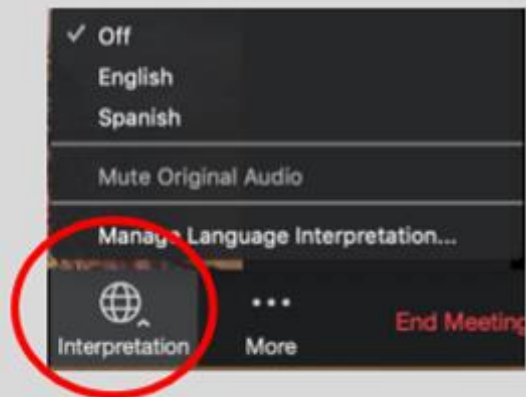 ✓ Off
English
Spanish
Mute Original Audio
Manage Language Interpretation...
Interpretation
More
End Meeting